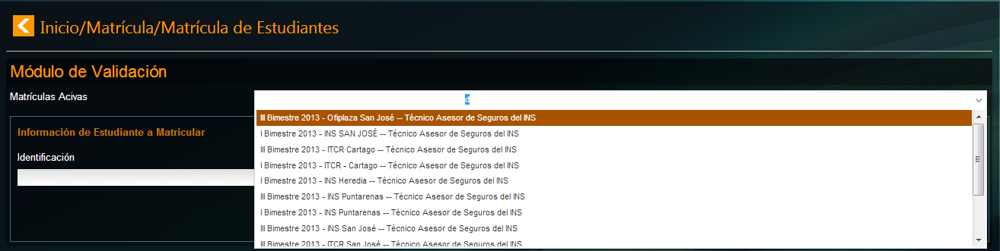 Inicio/Matrícula/Matrícula de Estudiantes
Módulo de Validación
Matrículas Acivas
d
III Bimestre 2013 - Ofiplaza San José -- Técnico Asesor de Seguros del INS
I Bimestre 2013 - INS SAN JOSÉ -- Técnico Asesor de Seguros del INS
III Bimestre 2013 - ITCR Cartago -- Técnico Asesor de Seguros del INS
I Bimestre 2013 - ITCR - Cartago -- Técnico Asesor de Seguros del INS
I Bimestre 2013 - INS Heredia -- Técnico Asesor de Seguros del INS
III Bimestre 2013 - INS Puntarenas -- Técnico Asesor de Seguros del INS
I Bimestre 2013 - INS Puntarenas -- Técnico Asesor de Seguros del INS
III Bimestre 2013 - INS San José -- Técnico Asesor de Seguros del INS
III Bimestre 2013 - ITCR San José -- Técnico Asesor de Seguros del INS
Información de Estudiante a Matricular
Identificación